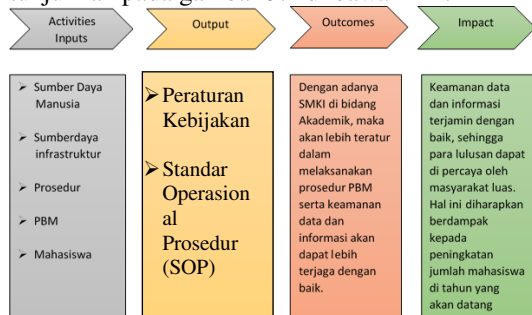 Activities
Inputs
Output
Outcomes
Impact
➢ Sumber Daya
Manusia
➢ Sumberdaya
infrastruktur
➢ Prosedur
➢ PBM
➢ Mahasiswa
➢ Peraturan
Kebijakan
➢ Standar
Operasion
al
Prosedur
(SOP)
Dengan adanya
SMKI di bidang
Akademik, maka
akan lebih teratur
dalam
melaksanakan
prosedur PBM
serta keamanan
data dan
informasi akan
dapat lebih
terjaga dengan
baik.
Keamanan data
dan informasi
terjamin dengan
baik, sehingga
para lulusan dapat
di percaya oleh
masyarakat luas.
Hal ini diharapkan
berdampak
kepada
peningkatan
jumlah mahasiswa
di tahun yang
akan datang